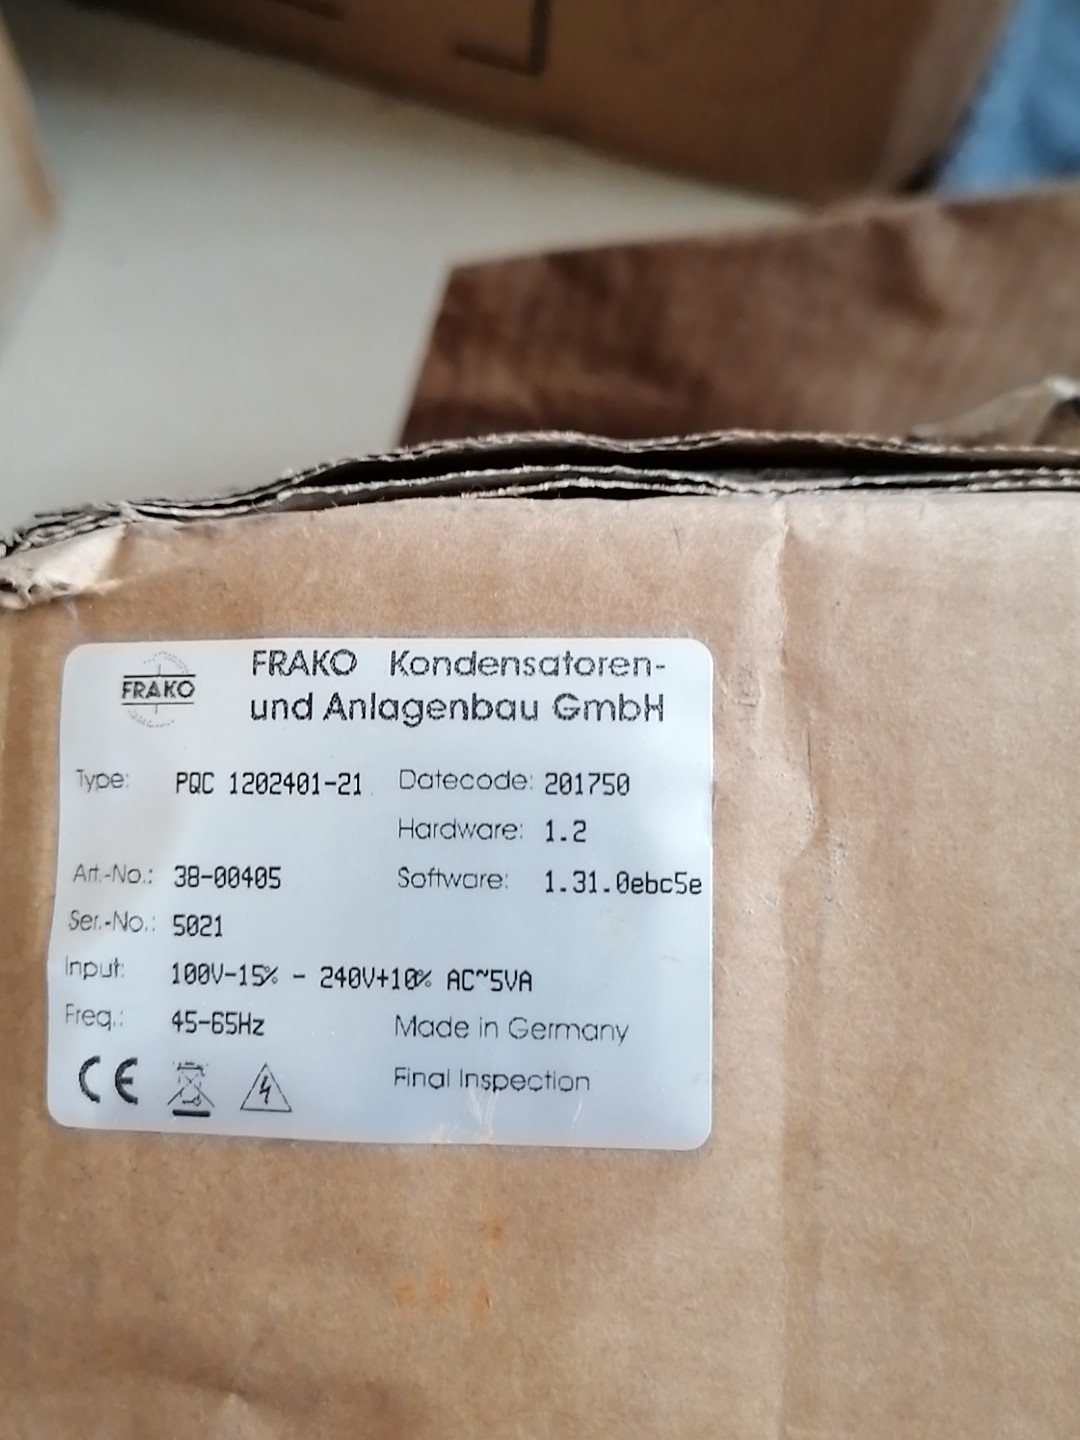 FRAKO
FRAKO Kondensatoren-
und Anlagenbau GmbH
Type: PQC 1202401-21 Datecode: 201750
Hardware: 1.2
Art.-No.: 38-00405 Software: 1.31.0ebc5e
Ser.-No.: 5021
Input: 100V-15% - 240V+10% AC~5VA
Freq.: 45-65Hz Made in Germany
CE Final Inspection